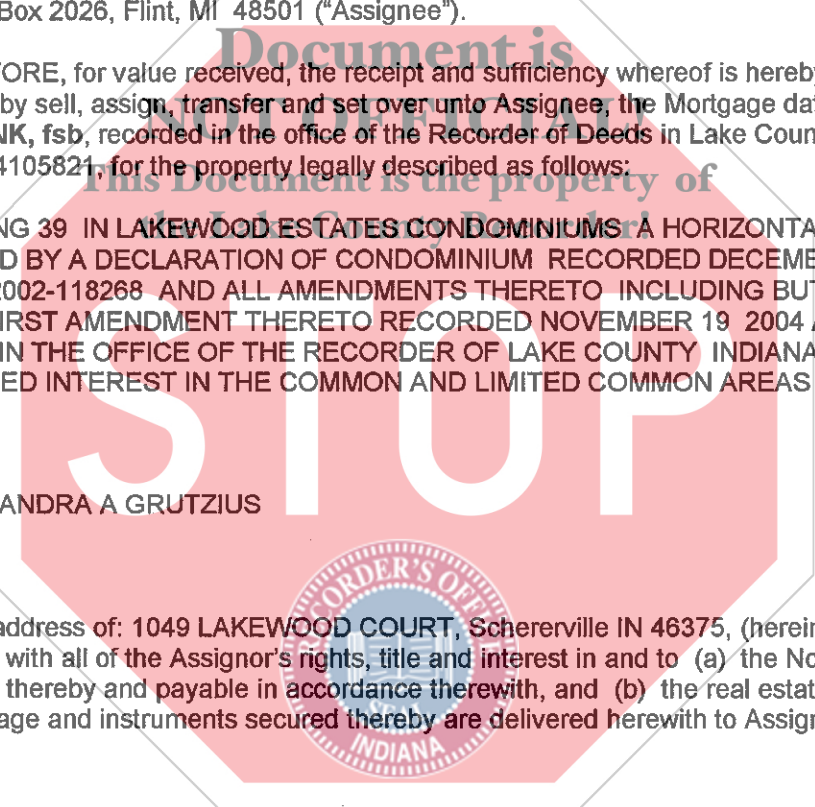 Box 2026, Flint, MI 48501 (“Assignee”).
Document is
ORE, for value received, the receipt and sufficiency whereof is hereby
by sell, assign, transfer and set over unto Assignee, the Mortgage dat
NOT OFFICIAL!
NK, fsb, recorded in the office of the Recorder of Deeds in Lake Coun
4105821, for the property legally described as follows:
This Document is the property of
the Lake County Recorder!
NG 39 IN LAKEWOOD ESTATES CONDOMINIUMS A HORIZONTA
D BY A DECLARATION OF CONDOMINIUM RECORDED DECEME
2002-118268 AND ALL AMENDMENTS THERETO INCLUDING BUT
IRST AMENDMENT THERETO RECORDED NOVEMBER 19 2004 A
IN THE OFFICE OF THE RECORDER OF LAKE COUNTY INDIANA
ED INTEREST IN THE COMMON AND LIMITED COMMON AREAS
STOP
ANDRA A GRUTZIUS
RECORDER'S OFFICE
address of: 1049 LAKEWOOD COURT, Schererville IN 46375, (herein
with all of the Assignor's rights, title and interest in and to (a) the No
thereby and payable in accordance therewith, and (b) the real estat
SEAL
age and instruments secured thereby are delivered herewith to Assign
INDIANA